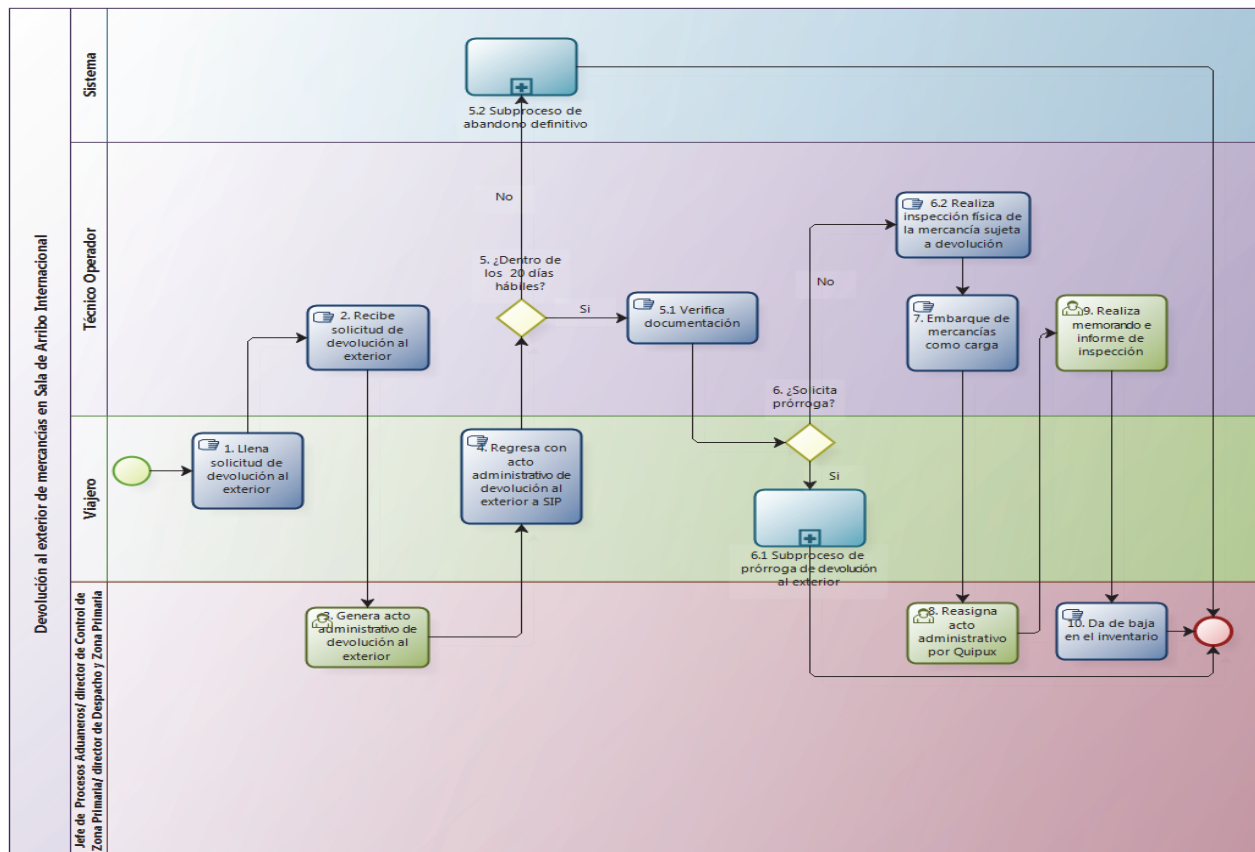 Devolución al exterior de mercancías en Sala de Arribo Internacional
Sistema
5.2 Subproceso de
abandono definitivo
Técnico Operador
No
5. ¿Dentro de
los 20 días
hábiles?
Si
2. Recibe
solicitud de
devolución al
exterior
5.1 Verifica
documentación
6. ¿Solicita
prórroga?
No
6.2 Realiza
inspección física
de la mercancía
sujeta a
devolución
7. Embarque de
mercancías
como carga
9. Realiza
memorando e
informe de
inspección
Viajero
1. Llena
solicitud de
devolución al
exterior
4. Regresa con
acto
administrativo de
devolución al
exterior a SIP
Si
6.1 Subproceso de
prórroga de devolución
al exterior
Jefe de Procesos Aduaneros/ director de Control de
Zona Primaria/ director de Despacho y Zona Primaria
3. Genera acto
administrativo de
devolución al
exterior
8. Reasigna
acto
administrativo
por Quipux
10. Da de baja
en el inventario